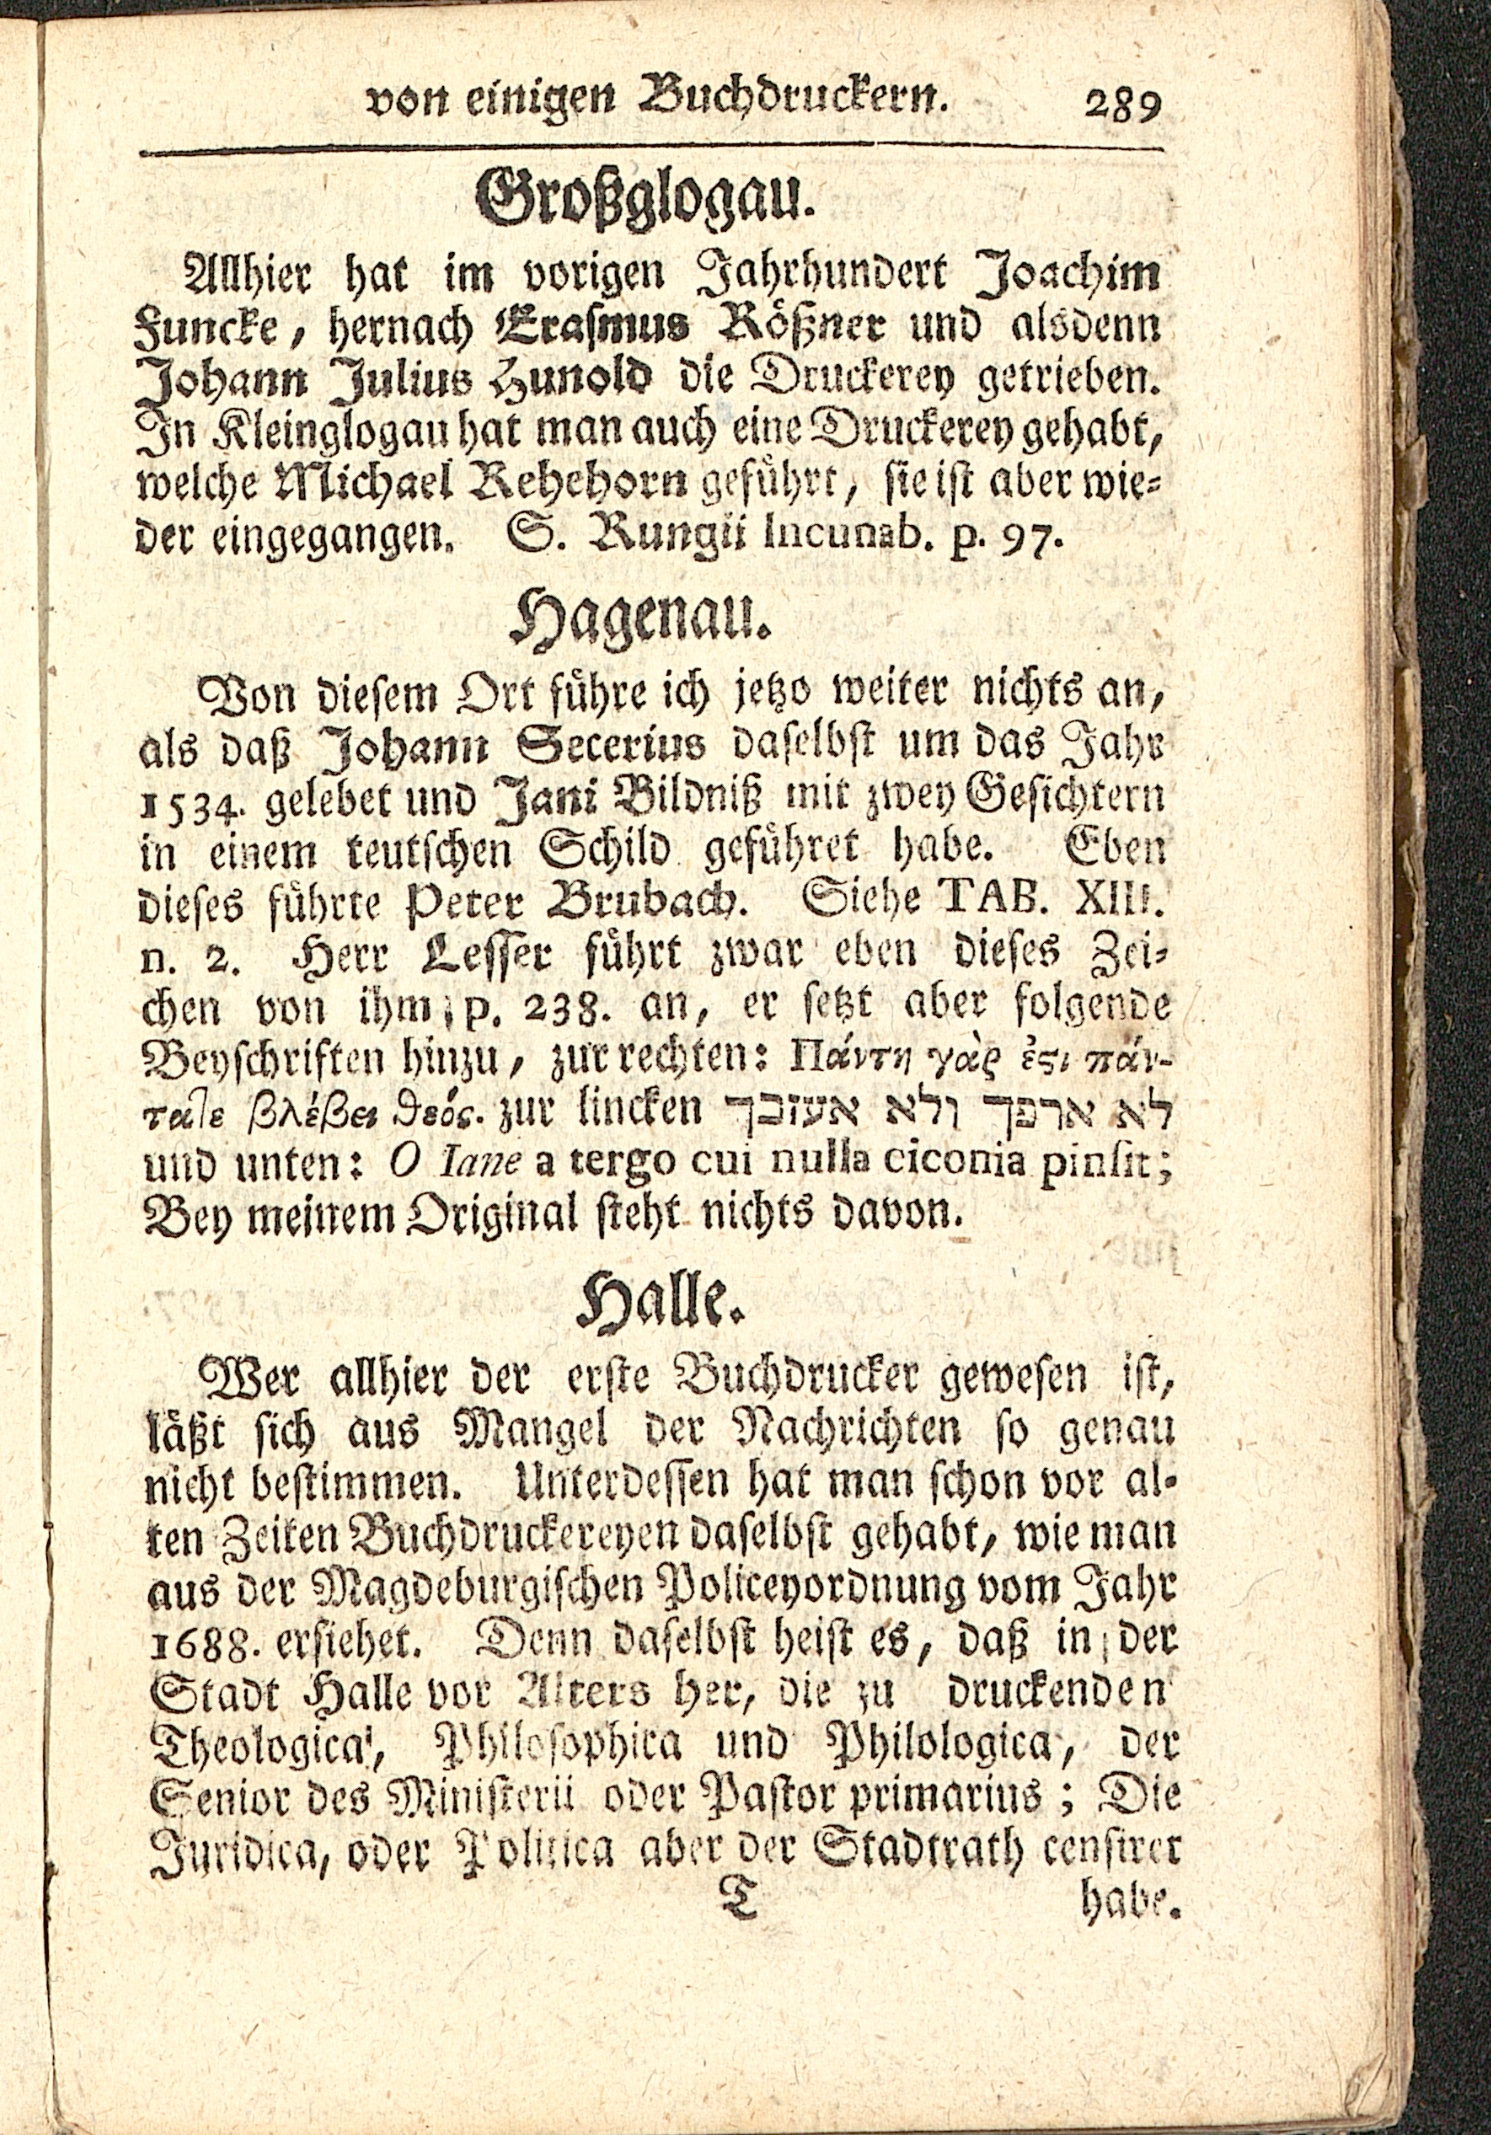 von einigen Buchdruckern. 289
Großglogau.
Allhier hat im vorigen Jahrhundert Joachim
Funcke, hernach Erasmus Rößner und alsdenn
Johann Julius Hunold die Druckerey getrieben.
In Kleinglogau hat man auch eine Druckerey gehabt,
welche Michael Rehehorn geführt, sie ist aber wie-
der eingegangen. S. Rungii Incunab. p. 97.
Hagenau.
Von diesem Ort führe ich jetzo weiter nichts an,
als daß Johann Secerius daselbst um das Jahr
1534. gelebet und Jani Bildniß mit zwey Gesichtern
in einem teutschen Schild geführet habe. Eben
dieses führte Peter Brubach. Siehe TAB. XIII.
n. 2. Herr Lesser führt zwar eben dieses Zei-
chen von ihm p. 238. an, er setzt aber folgende
Beyschriften hinzu, zur rechten: Πάντη γὰρ ἐϛι πάν-
τατε βλέβει θεός. zur lincken לא ארפך ולא אעזבך
und unten: O Iane a tergo cui nulla ciconia pinsit;
Bey meinem Original steht nichts davon.
Halle.
Wer allhier der erste Buchdrucker gewesen ist,
läßt sich aus Mangel der Nachrichten so genau
nicht bestimmen. Unterdessen hat man schon vor al-
ten Zeiten Buchdruckereyen daselbst gehabt, wie man
aus der Magdeburgischen Policeyordnung vom Jahr
1688. ersiehet. Denn daselbst heist es, daß in der
Stadt Halle vor Alters her, die zu druckenden
Theologica, Philosophica und Philologica, der
Senior des Ministerii oder Pastor primarius; Die
Juridica, oder Politica aber der Stadtrath censiret
T habe.